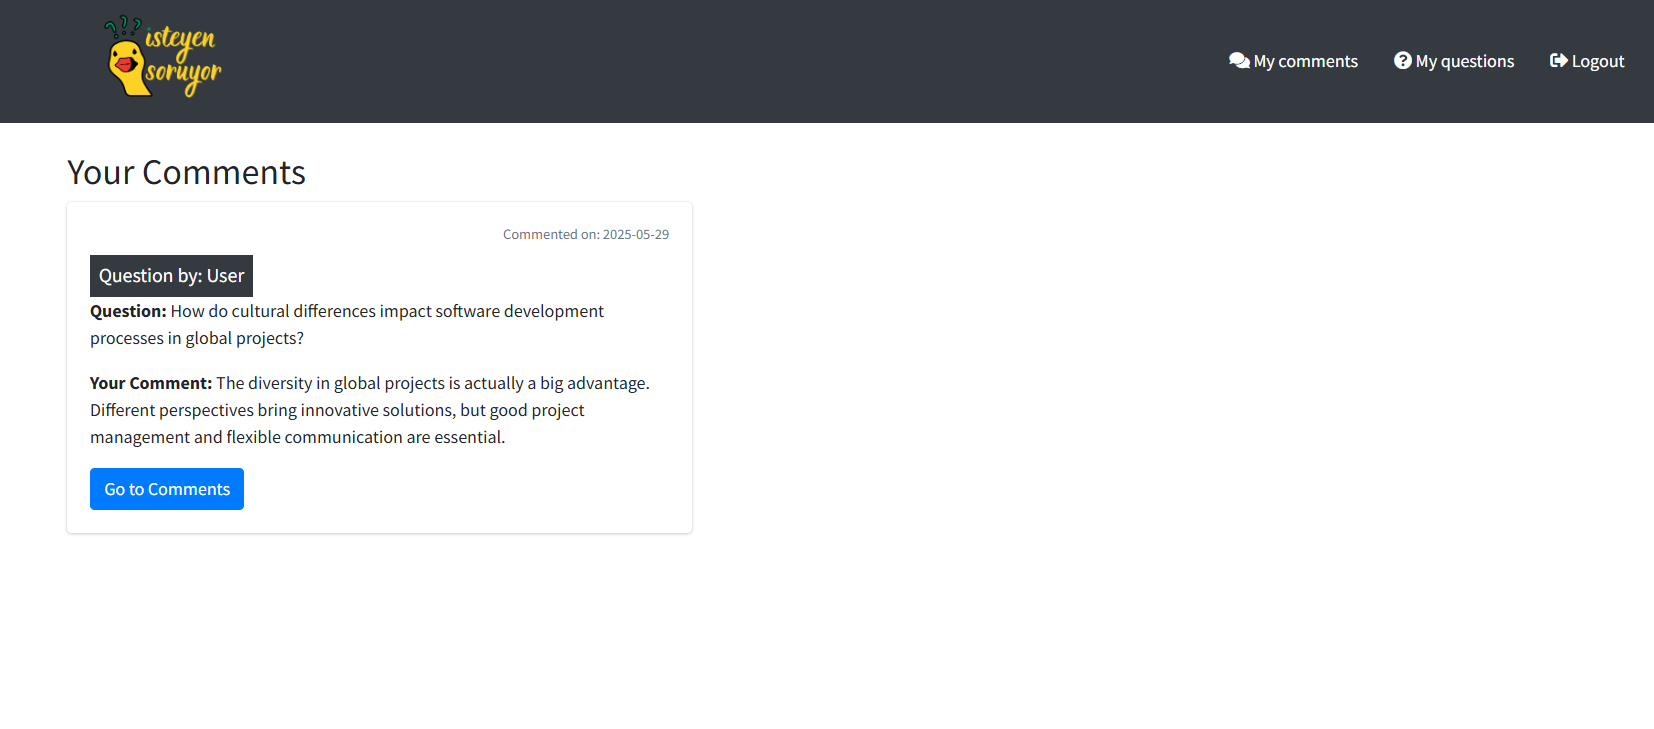 isteyen
soruyor
My comments
My questions
Logout
Your Comments
Commented on: 2025-05-29
Question by: User
Question: How do cultural differences impact software development
processes in global projects?
Your Comment: The diversity in global projects is actually a big advantage.
Different perspectives bring innovative solutions, but good project
management and flexible communication are essential.
Go to Comments